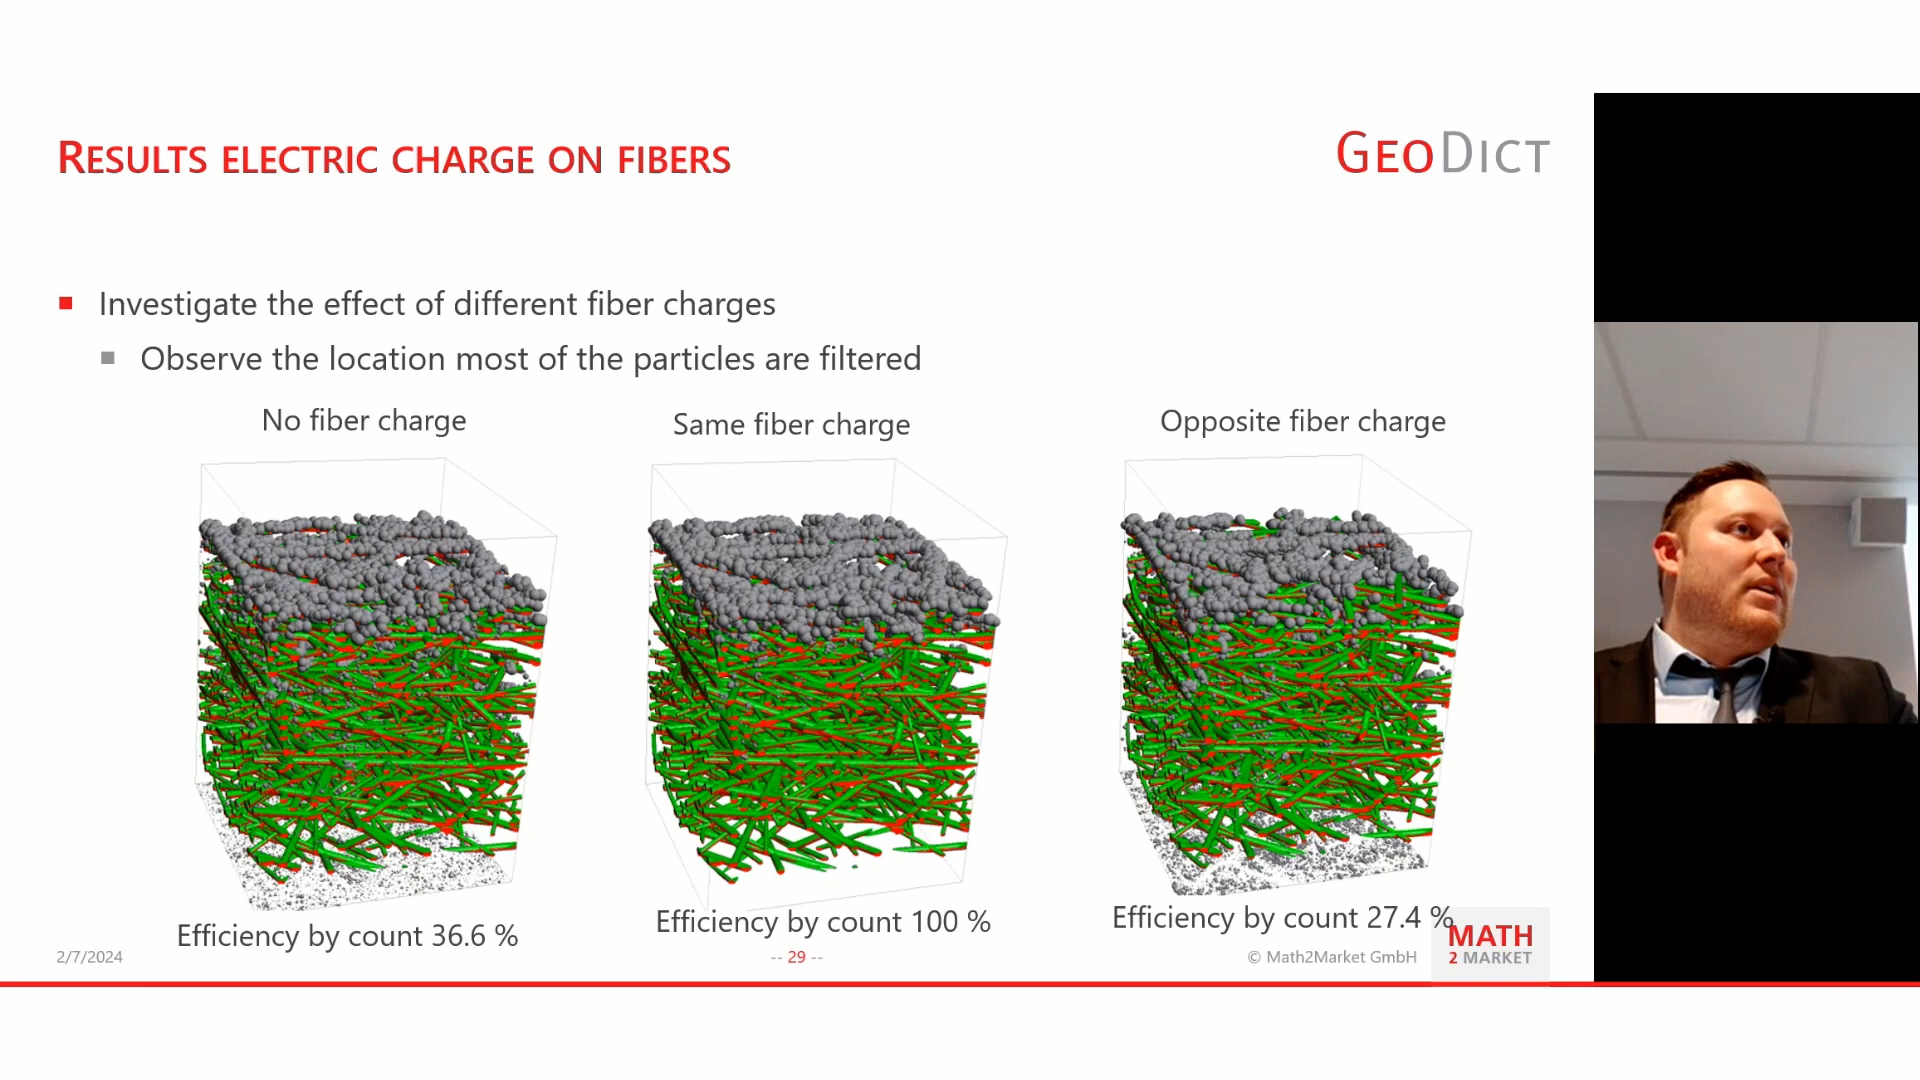 RESULTS ELECTRIC CHARGE ON FIBERS
GEODICT
Investigate the effect of different fiber charges
Observe the location most of the particles are filtered
No fiber charge
Same fiber charge
Opposite fiber charge
Efficiency by count 36.6 %
Efficiency by count 100 %
Efficiency by count 27.4 %
2/7/2024
-- 29 --
© Math2Market GmbH
MATH
2 MARKET